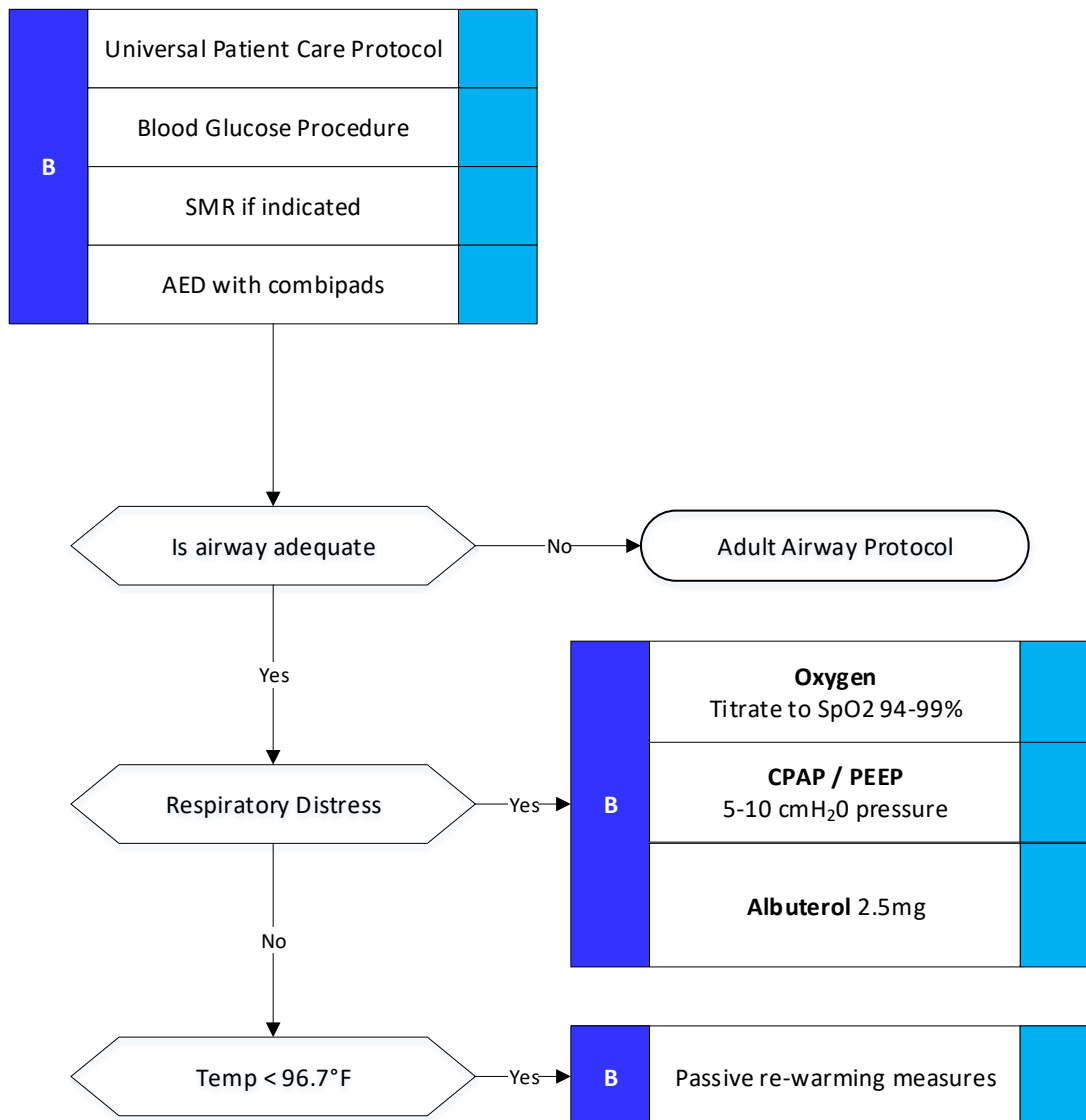 Universal Patient Care Protocol
Blood Glucose Procedure
B
SMR if indicated
AED with combipads
Is airway adequate
No
Adult Airway Protocol
Yes
Oxygen
Titrate to SpO2 94-99%
CPAP / PEEP
5-10 cmH₂0 pressure
Respiratory Distress
Yes
B
Albuterol 2.5mg
No
Temp < 96.7°F
Yes
B
Passive re-warming measures